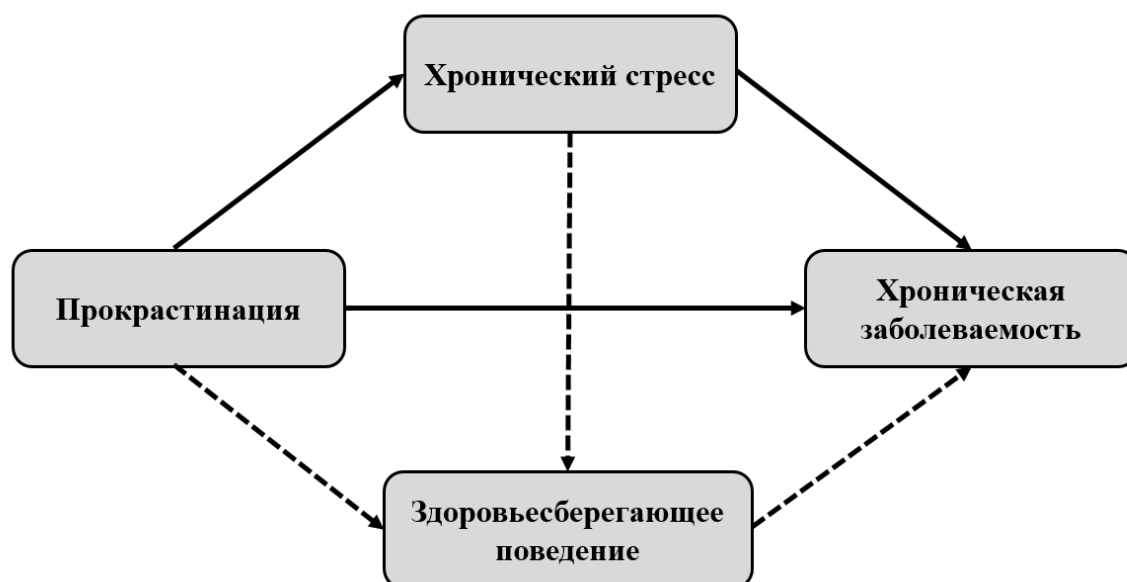 Хронический стресс
Прокрастинация
Хроническая
заболеваемость
Здоровьесберегающее
поведение